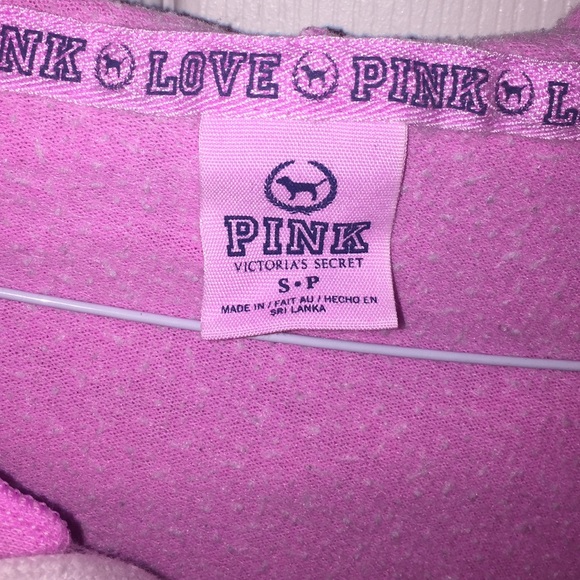 NK LOVE PINK L
PINK
VICTORIA'S SECRET
S•P
MADE IN / FAIT AU / HECHO EN
SRI LANKA